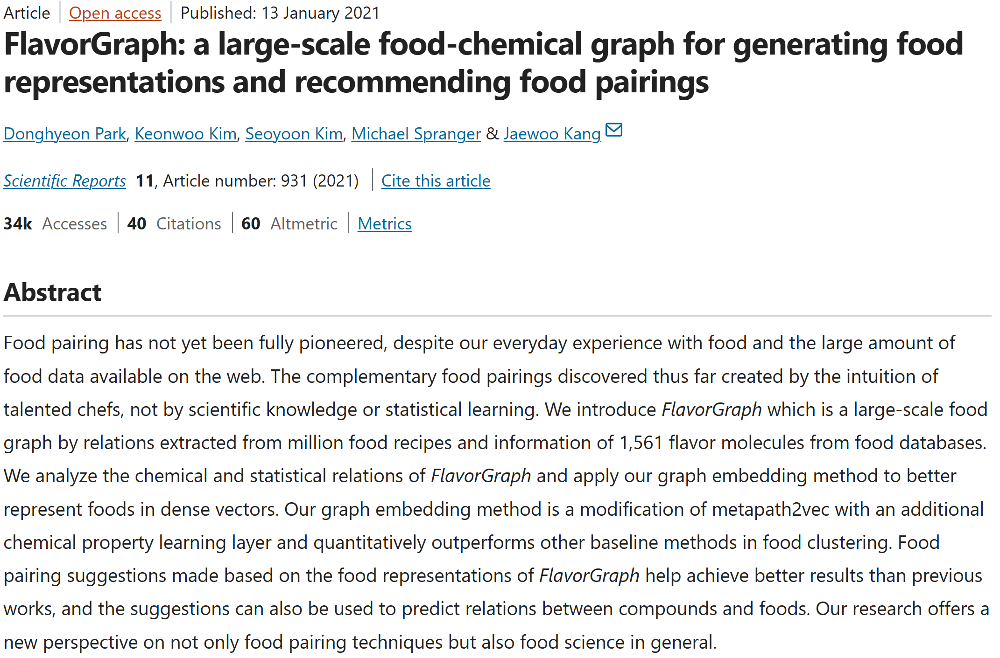 Article | Open access | Published: 13 January 2021
FlavorGraph: a large-scale food-chemical graph for generating food
representations and recommending food pairings
Donghyeon Park, Keonwoo Kim, Seoyoon Kim, Michael Spranger & Jaewoo Kang
Scientific Reports 11, Article number: 931 (2021) | Cite this article
34k Accesses | 40 Citations | 60 Altmetric | Metrics
Abstract
Food pairing has not yet been fully pioneered, despite our everyday experience with food and the large amount of
food data available on the web. The complementary food pairings discovered thus far created by the intuition of
talented chefs, not by scientific knowledge or statistical learning. We introduce FlavorGraph which is a large-scale food
graph by relations extracted from million food recipes and information of 1,561 flavor molecules from food databases.
We analyze the chemical and statistical relations of FlavorGraph and apply our graph embedding method to better
represent foods in dense vectors. Our graph embedding method is a modification of metapath2vec with an additional
chemical property learning layer and quantitatively outperforms other baseline methods in food clustering. Food
pairing suggestions made based on the food representations of FlavorGraph help achieve better results than previous
works, and the suggestions can also be used to predict relations between compounds and foods. Our research offers a
new perspective on not only food pairing techniques but also food science in general.